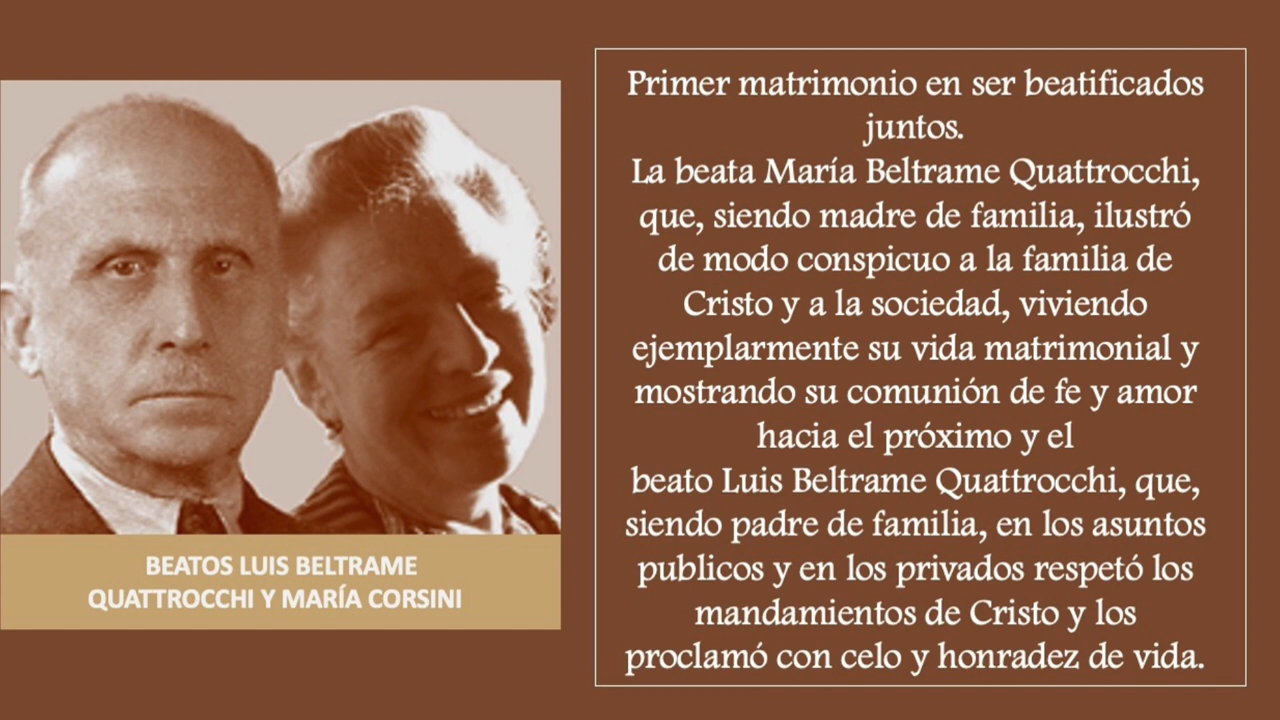 BEATOS LUIS BELTRAME
QUATTROCCHI Y MARÍA CORSINI
Primer matrimonio en ser beatificados
juntos.
La beata María Beltrame Quattrocchi,
que, siendo madre de familia, ilustró
de modo conspicuo a la familia de
Cristo y a la sociedad, viviendo
ejemplarmente su vida matrimonial y
mostrando su comunión de fe y amor
hacia el próximo y el
beato Luis Beltrame Quattrocchi, que,
siendo padre de familia, en los asuntos
publicos y en los privados respetó los
mandamientos de Cristo y los
proclamó con celo y honradez de vida.